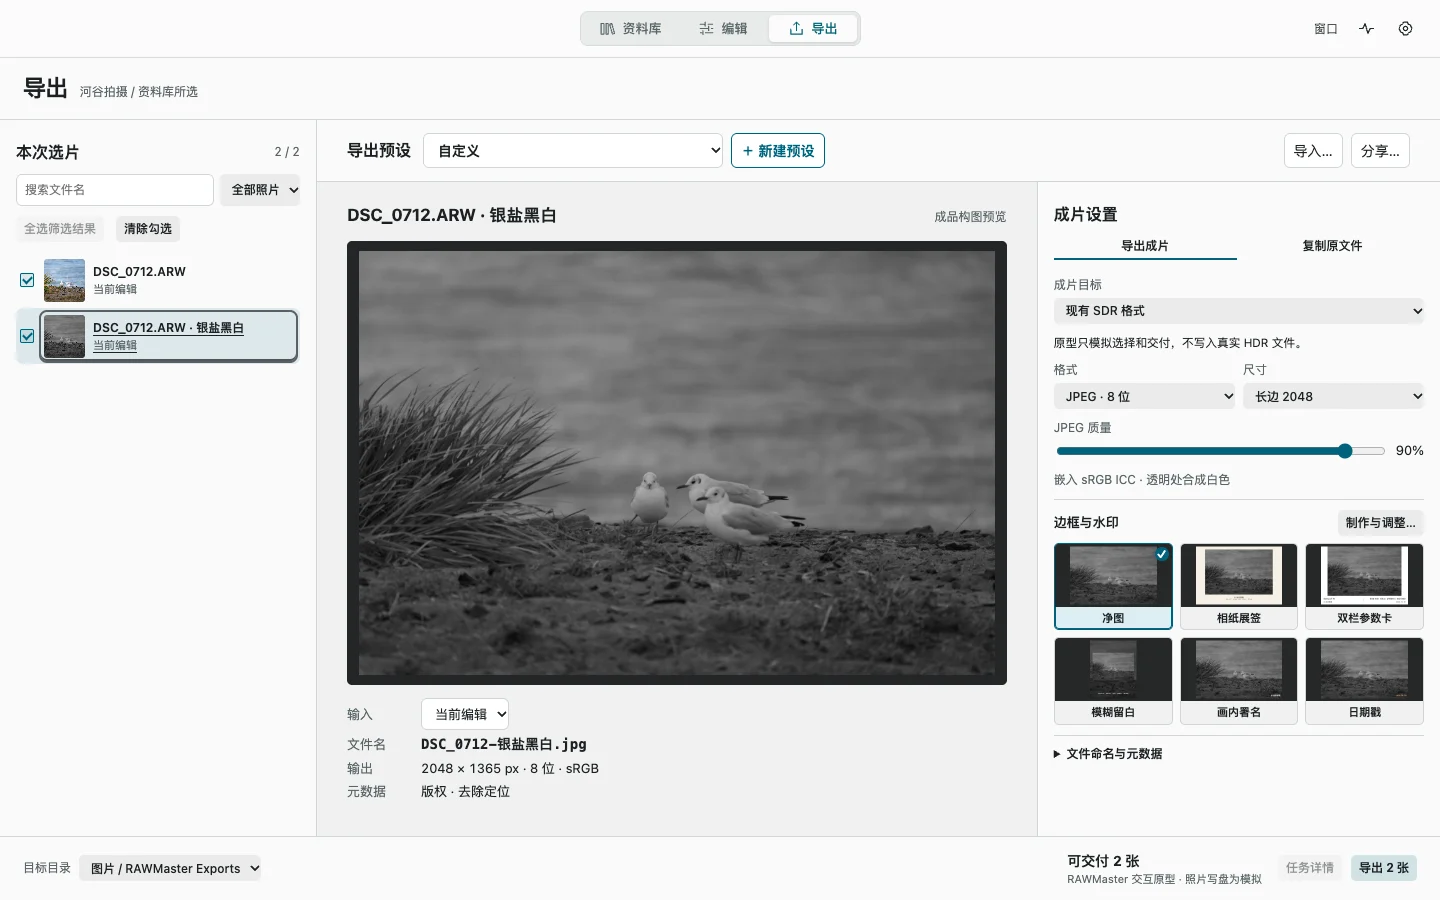 资料库
编辑
导出
窗口
导出
河谷拍摄 / 资料库所选
本次选片
2 / 2
搜索文件名
全部照片
全选筛选结果
清除勾选
DSC_0712.ARW
当前编辑
DSC_0712.ARW · 银盐黑白
当前编辑
导出预设
自定义
+ 新建预设
导入...
分享...
DSC_0712.ARW · 银盐黑白
成品构图预览
输入
当前编辑
文件名
DSC_0712-银盐黑白.jpg
输出
2048 × 1365 px · 8 位 · sRGB
元数据
版权 · 去除定位
成片设置
导出成片
复制原文件
成片目标
现有 SDR 格式
原型只模拟选择和交付，不写入真实 HDR 文件。
格式
尺寸
JPEG · 8 位
长边 2048
JPEG 质量
90%
嵌入 sRGB ICC · 透明处合成白色
边框与水印
制作与调整...
净图
相纸展签
双栏参数卡
模糊留白
画内署名
日期戳
文件命名与元数据
目标目录
图片 / RAWMaster Exports
可交付 2 张
RAWMaster 交互原型 · 照片写盘为模拟
任务详情
导出 2 张